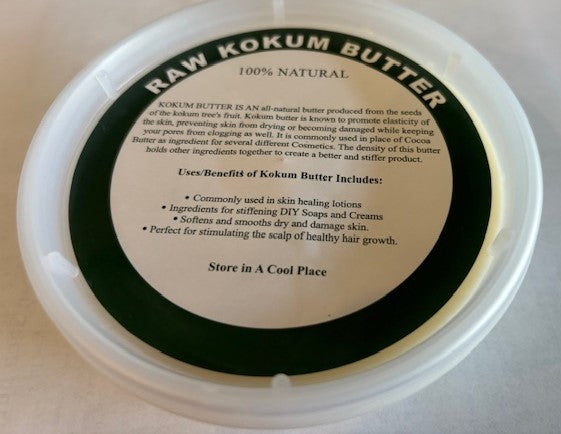 RAW KOKUM BUTTER
100% NATURAL
KOKUM BUTTER IS AN all-natural butter produced from the seeds
of the kokum tree's fruit. Kokum butter is known to promote elasticity of
the skin, preventing skin from drying or becoming damaged while keeping
your pores from clogging as well. It is commonly used in place of Cocoa
Butter as ingredient for several different Cosmetics. The density of this butter
holds other ingredients together to create a better and stiffer product.
Uses/Benefits of Kokum Butter Includes:
• Commonly used in skin healing lotions
• Ingredients for stiffening DIY Soaps and Creams
• Softens and smooths dry and damage skin.
• Perfect for stimulating the scalp of healthy hair growth.
Store in A Cool Place